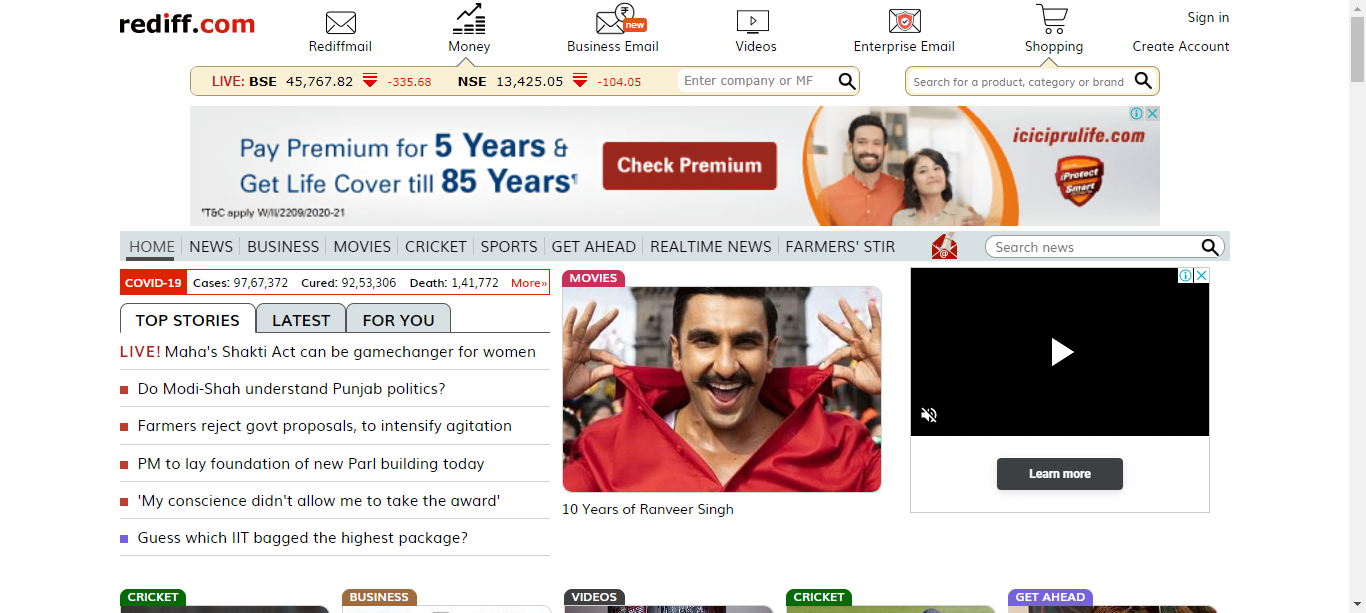 rediff.com
Rediffmail
Money
new
Business Email
Videos
Enterprise Email
Shopping
Sign in
Create Account
LIVE: BSE 45,767.82 -335.68 NSE 13,425.05 -104.05
Enter company or MF
Search for a product, category or brand
Pay Premium for 5 Years &
Get Life Cover till 85 Years¶
*T&C apply W/II/2209/2020-21
Check Premium
iciciprulife.com
iProtect
Smart
HOME NEWS BUSINESS MOVIES CRICKET SPORTS GET AHEAD REALTIME NEWS FARMERS' STIR
Search news
COVID-19 Cases: 97,67,372 Cured: 92,53,306 Death: 1,41,772 More»
TOP STORIES LATEST FOR YOU
LIVE! Maha's Shakti Act can be gamechanger for women
Do Modi-Shah understand Punjab politics?
Farmers reject govt proposals, to intensify agitation
PM to lay foundation of new Parl building today
'My conscience didn't allow me to take the award'
Guess which IIT bagged the highest package?
MOVIES
10 Years of Ranveer Singh
Learn more
CRICKET
BUSINESS
VIDEOS
CRICKET
GET AHEAD